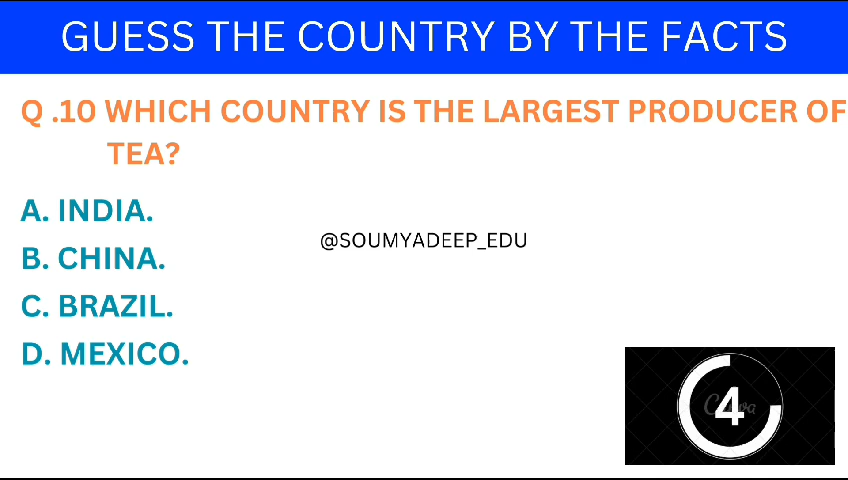 GUESS THE COUNTRY BY THE FACTS
Q .10 WHICH COUNTRY IS THE LARGEST PRODUCER OF
TEA?
A. INDIA.
@SOUMYADEEP_EDU
B. CHINA.
C. BRAZIL.
D. MEXICO.
Canva
4